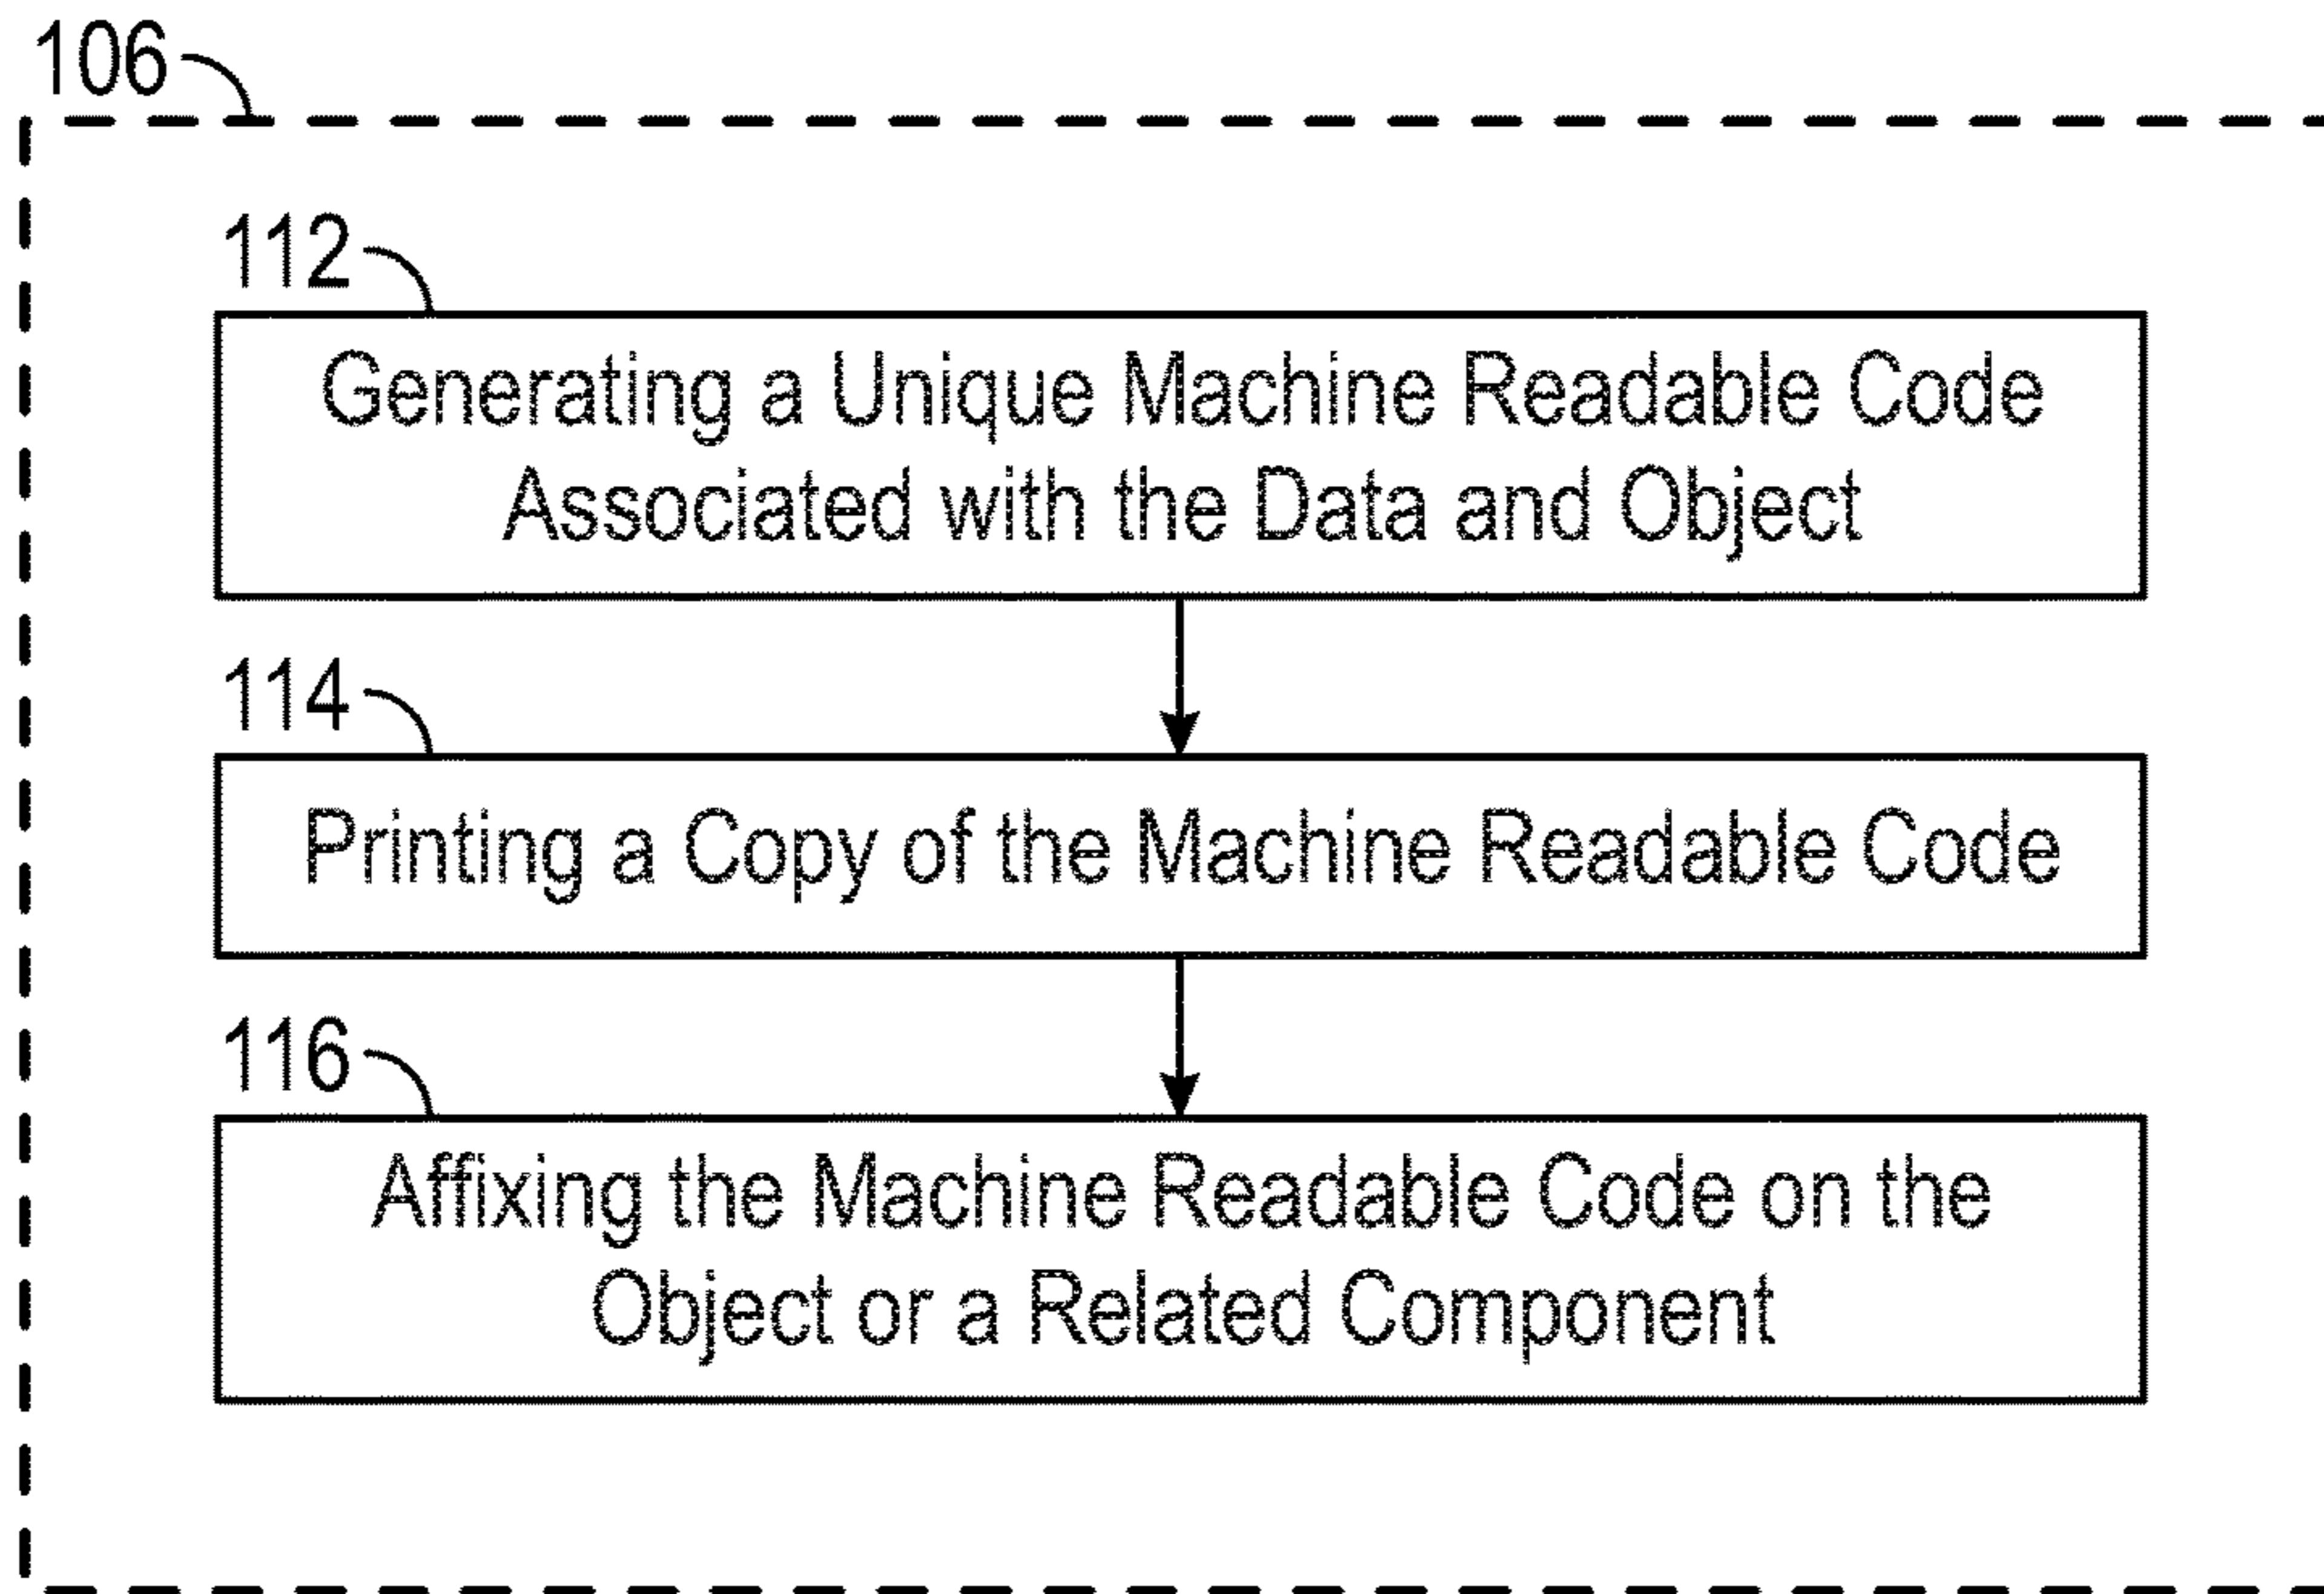 106
112
Generating a Unique Machine Readable Code
Associated with the Data and Object
114
Printing a Copy of the Machine Readable Code
116
Affixing the Machine Readable Code on the
Object or a Related Component